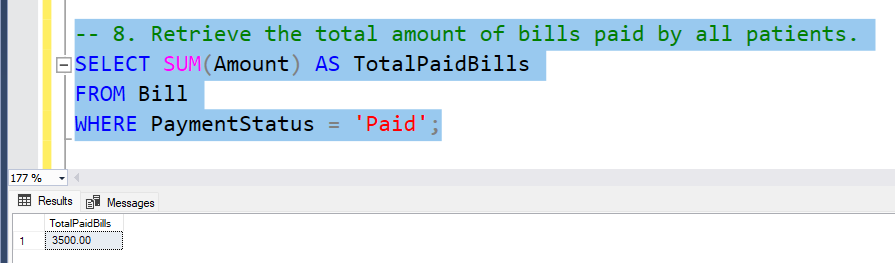 -- 8. Retrieve the total amount of bills paid by all patients.
SELECT SUM(Amount) AS TotalPaidBills
FROM Bill
WHERE PaymentStatus = 'Paid';
177 %
Results Messages
TotalPaidBills
1 3500.00